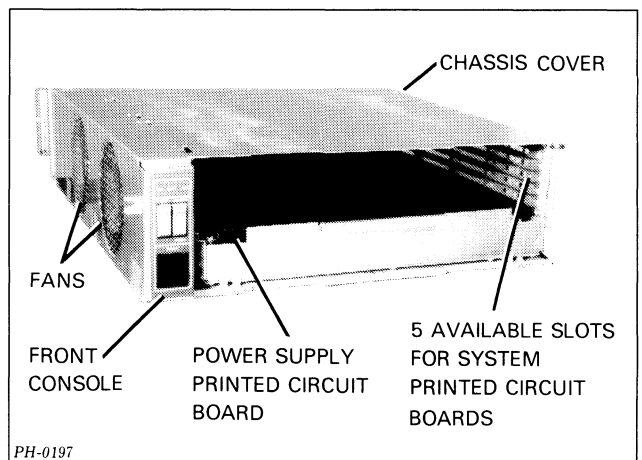 CHASSIS COVER
FANS
FRONT
CONSOLE
POWER SUPPLY
PRINTED CIRCUIT
BOARD
5 AVAILABLE SLOTS
FOR SYSTEM
PRINTED CIRCUIT
BOARDS
PH-0197